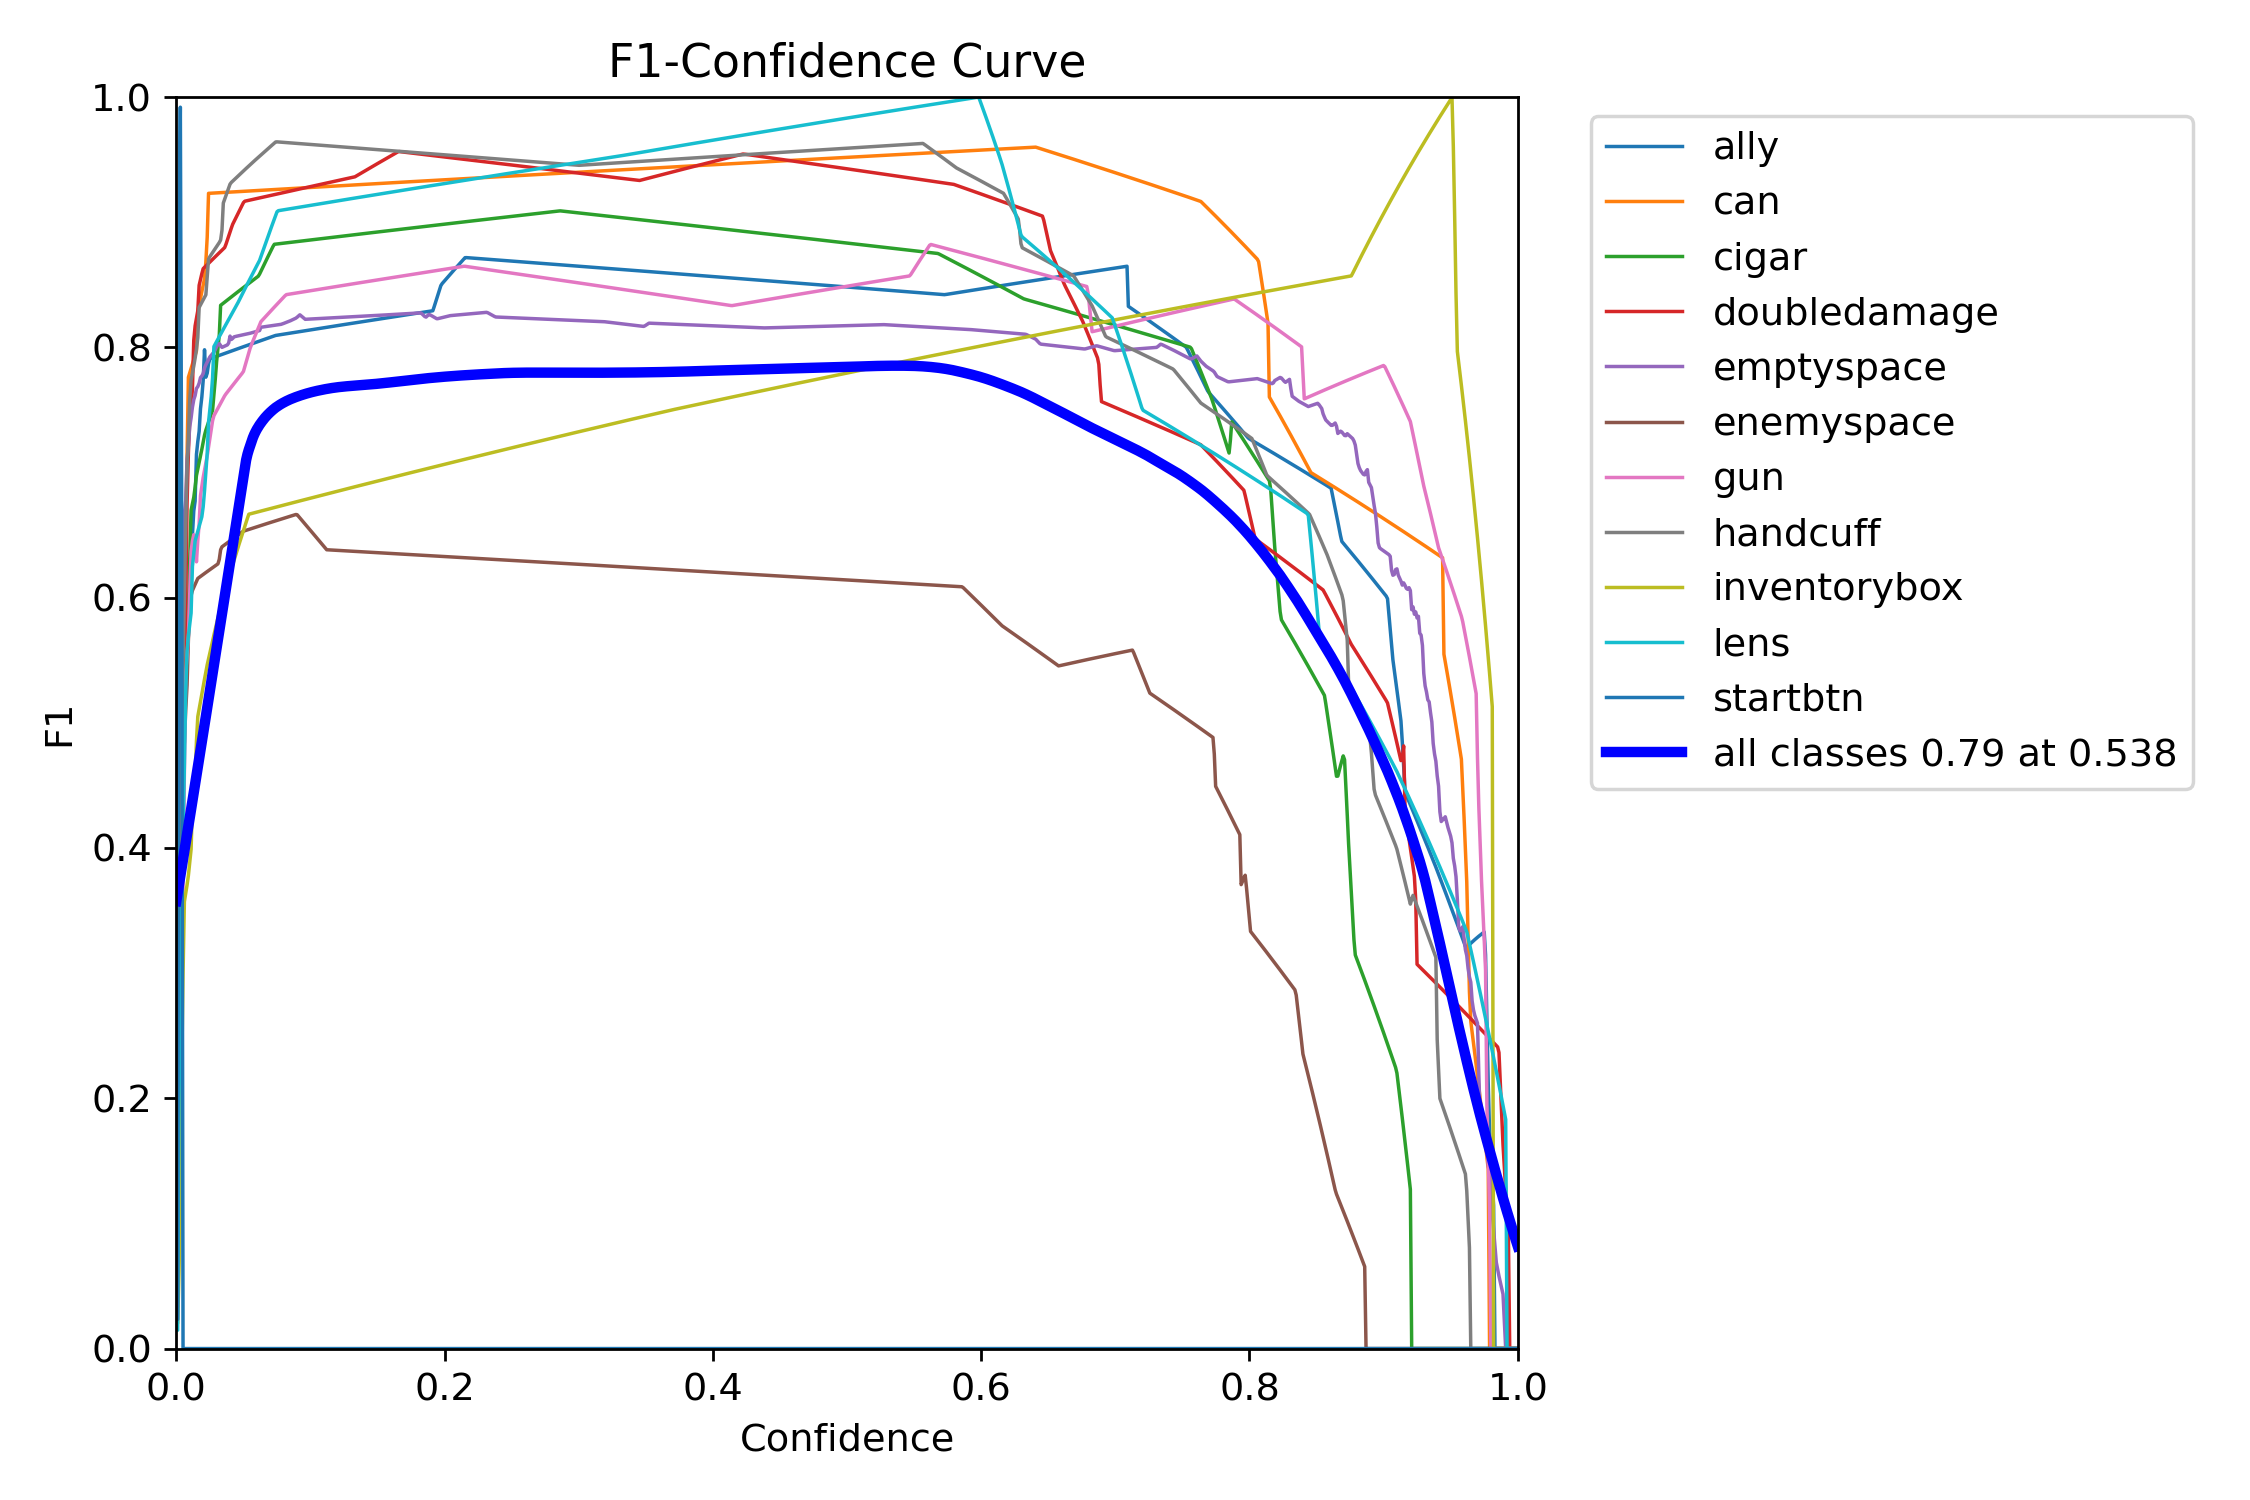 F1-Confidence Curve
1.0
0.8
0.6
0.4
0.2
0.0
F1
0.0 0.2 0.4 0.6 0.8 1.0
Confidence
ally
can
cigar
doubledamage
emptyspace
enemyspace
gun
handcuff
inventorybox
lens
startbtn
all classes 0.79 at 0.538